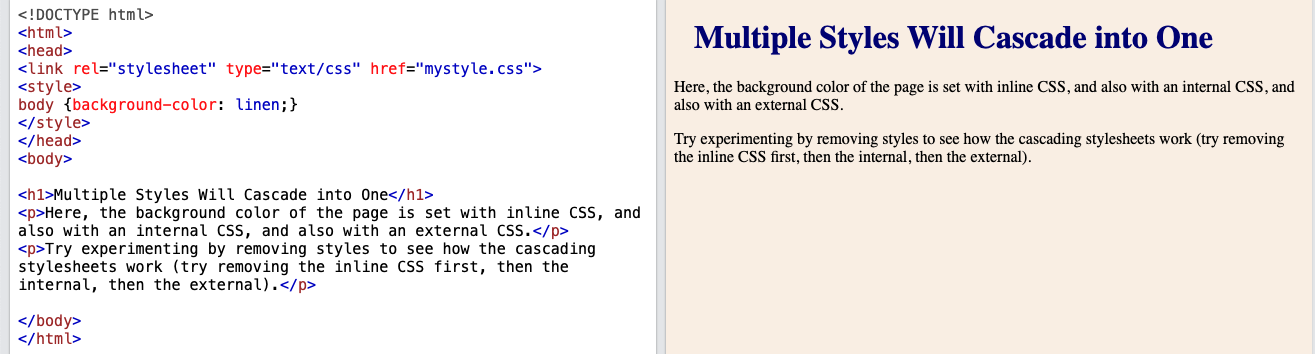 <!DOCTYPE html>
<html>
<head>
<link rel="stylesheet" type="text/css" href="mystyle.css">
<style>
body {background-color: linen;}
</style>
</head>
<body>
<h1>Multiple Styles Will Cascade into One</h1>
<p>Here, the background color of the page is set with inline CSS, and
also with an internal CSS, and also with an external CSS.</p>
<p>Try experimenting by removing styles to see how the cascading
stylesheets work (try removing the inline CSS first, then the
internal, then the external).</p>
</body>
</html>
Multiple Styles Will Cascade into One
Here, the background color of the page is set with inline CSS, and also with an internal CSS, and
also with an external CSS.
Try experimenting by removing styles to see how the cascading stylesheets work (try removing
the inline CSS first, then the internal, then the external).